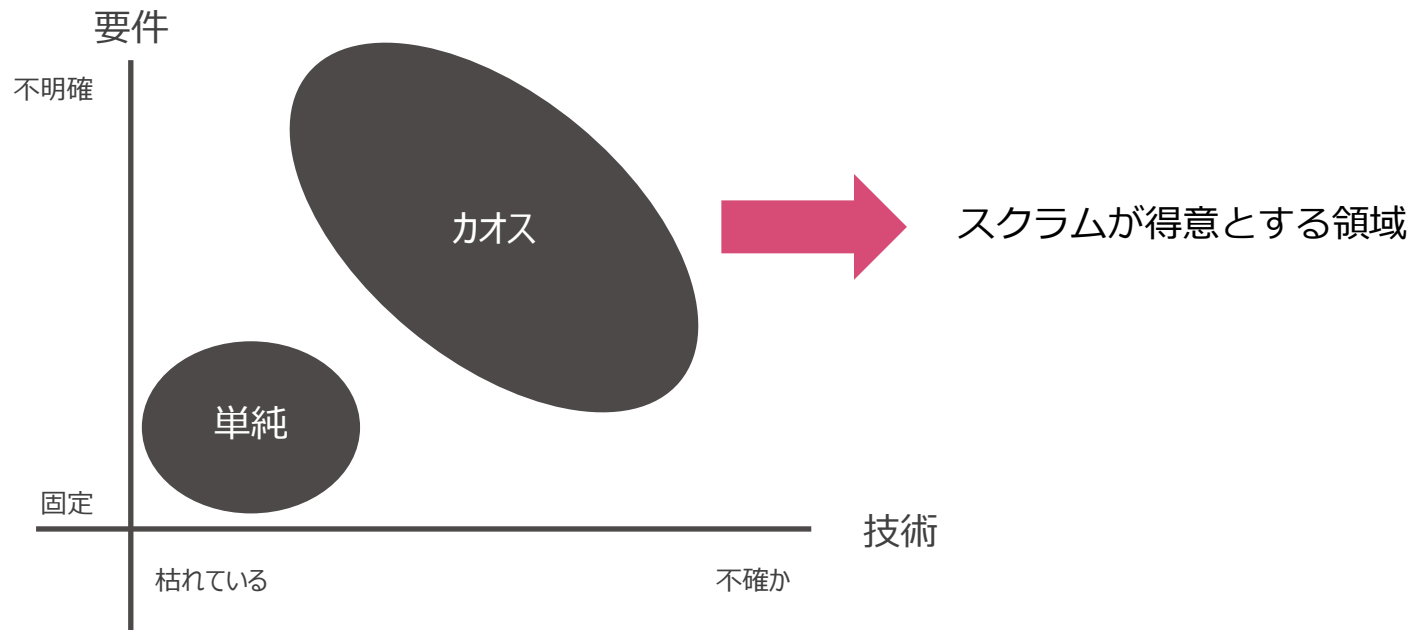 要件
不明確
カオス
スクラムが得意とする領域
単純
固定
技術
枯れている
不確か